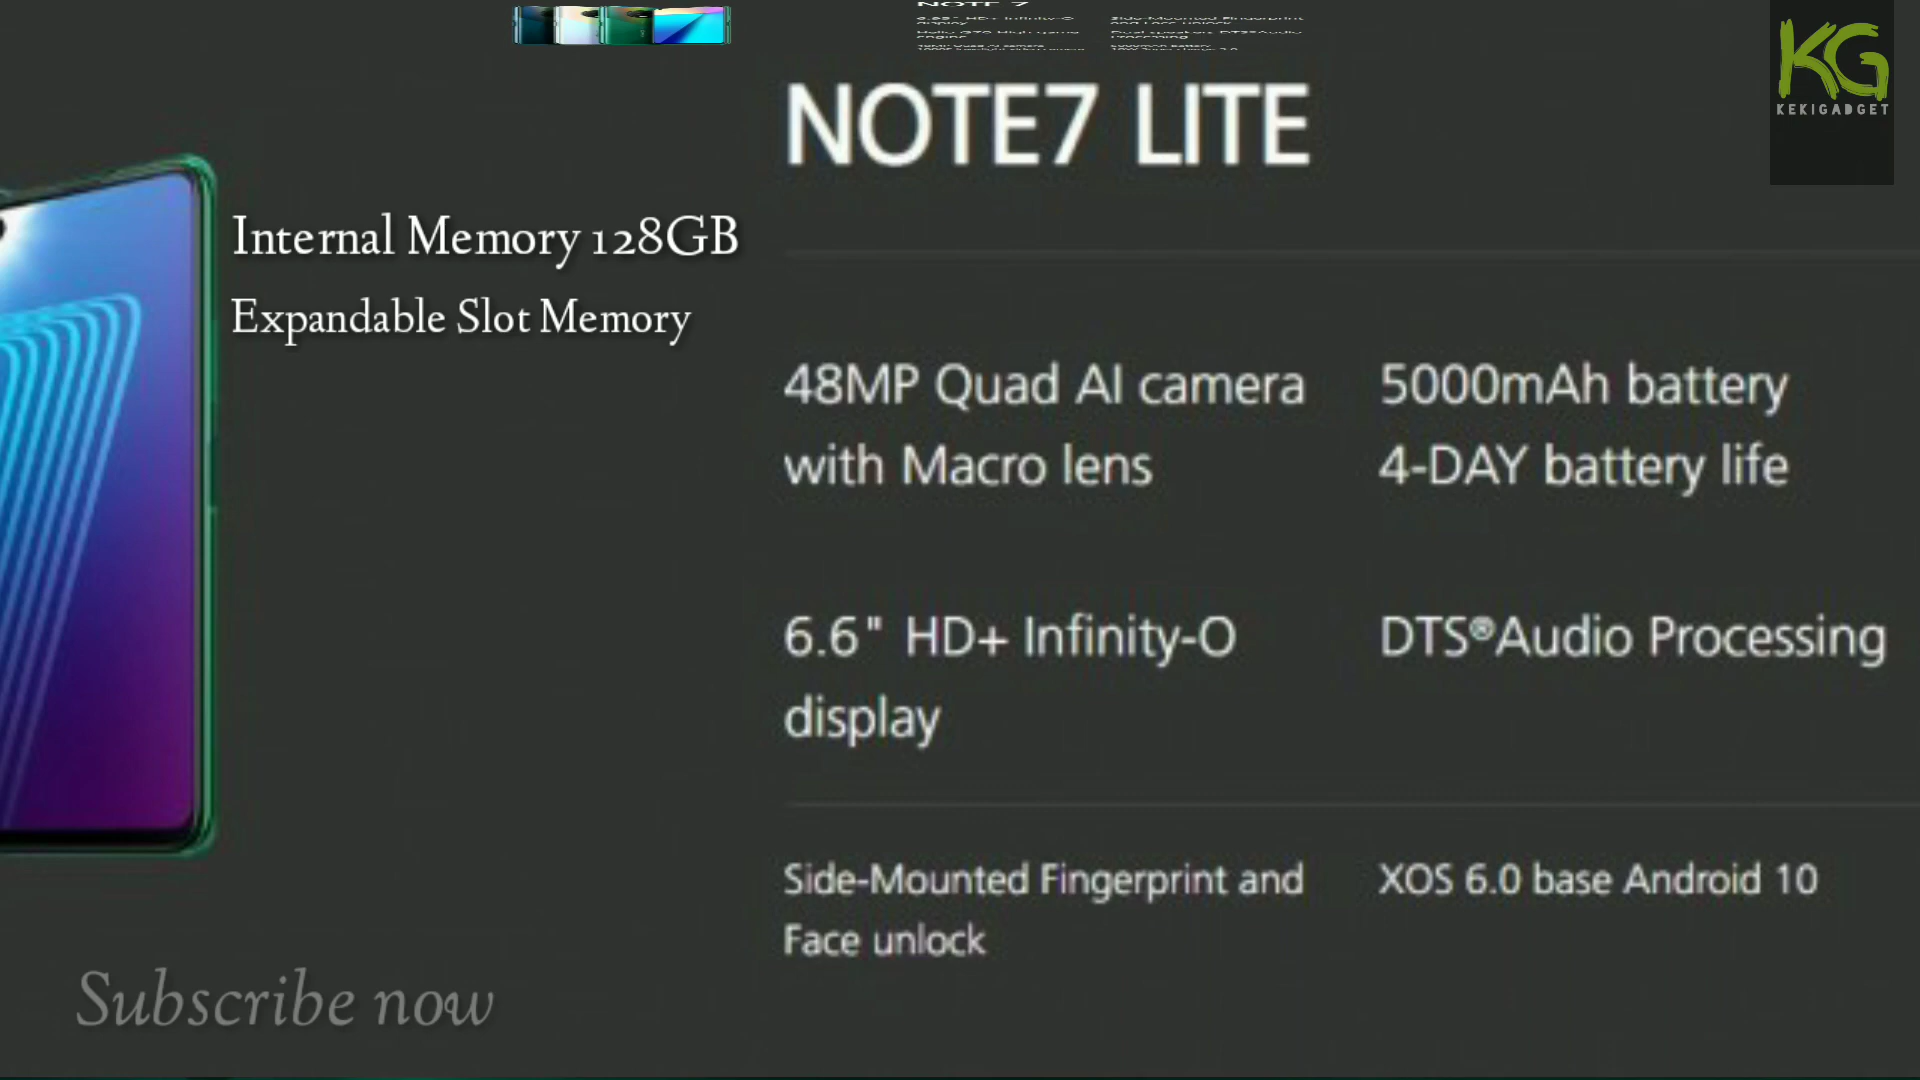 NOTE 7
KG
KEKIGADGET
NOTE7 LITE
Internal Memory 128GB
Expandable Slot Memory
48MP Quad AI camera
with Macro lens
5000mAh battery
4-DAY battery life
6.6" HD+ Infinity-O
display
DTS®Audio Processing
Side-Mounted Fingerprint and
Face unlock
XOS 6.0 base Android 10
Subscribe now